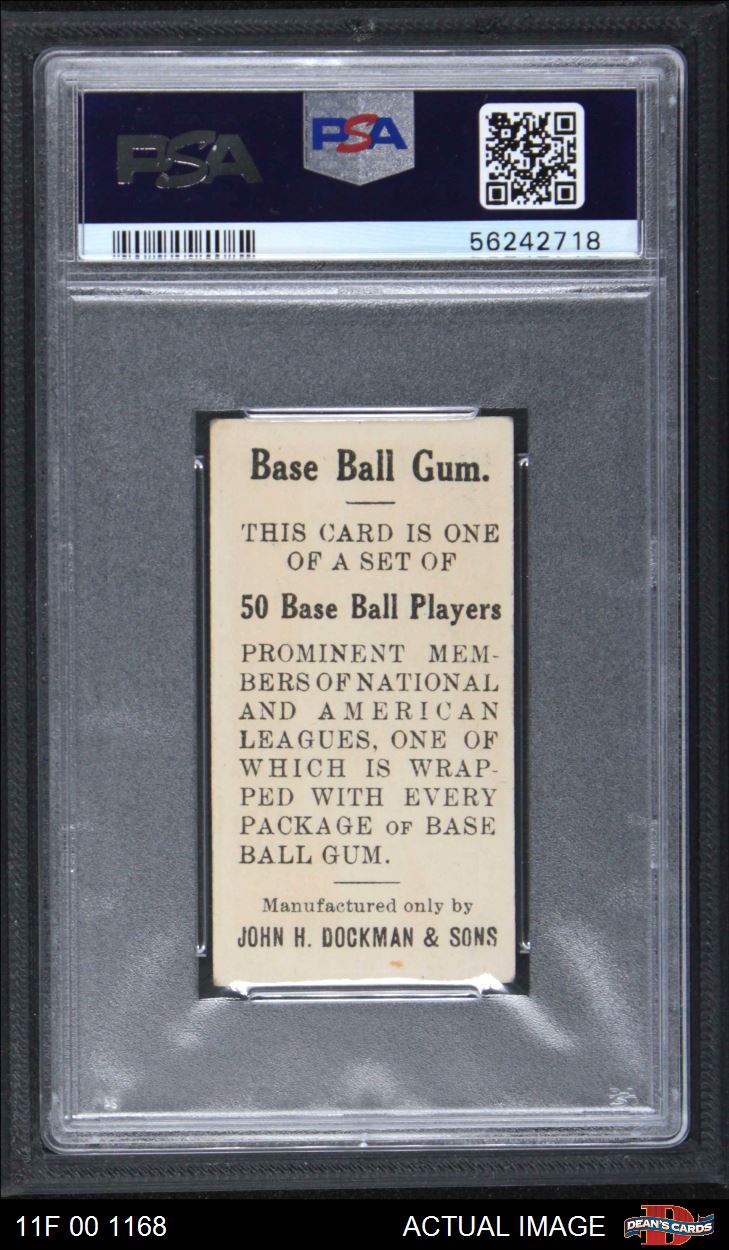 PSA
PSA
56242718
Base Ball Gum.
THIS CARD IS ONE
OF A SET OF
50 Base Ball Players
PROMINENT MEM-
BERS OF NATIONAL
AND AMERICAN
LEAGUES, ONE OF
WHICH IS WRAP-
PED WITH EVERY
PACKAGE OF BASE
BALL GUM.
Manufactured only by
JOHN H. DOCKMAN & SONS
11F 00 1168
ACTUAL IMAGE
D
DEAN'S CARDS